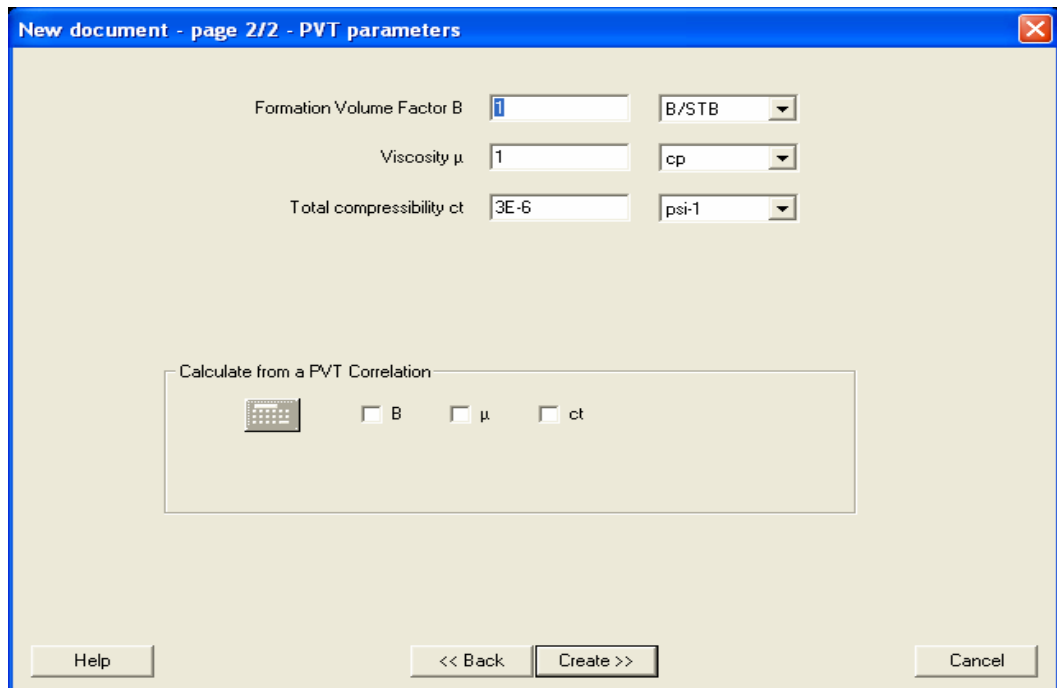 New document - page 2/2 - PVT parameters
Formation Volume Factor B 1 B/STB
Viscosity μ 1 cp
Total compressibility ct 3E-6 psi-1
Calculate from a PVT Correlation
B μ ct
Help << Back Create >> Cancel